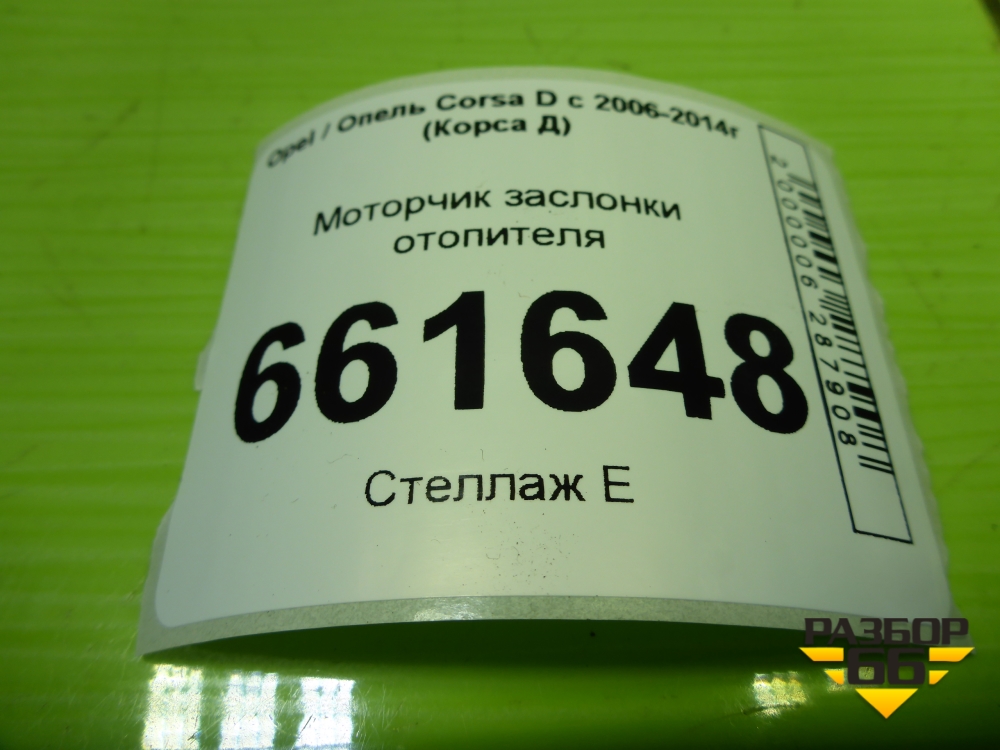 Opel / Опель Corsa D с 2006-2014г
(Корса Д)
Моторчик заслонки
отопителя
661648
Стеллаж Е
2000006287908
РАЗБОР
66